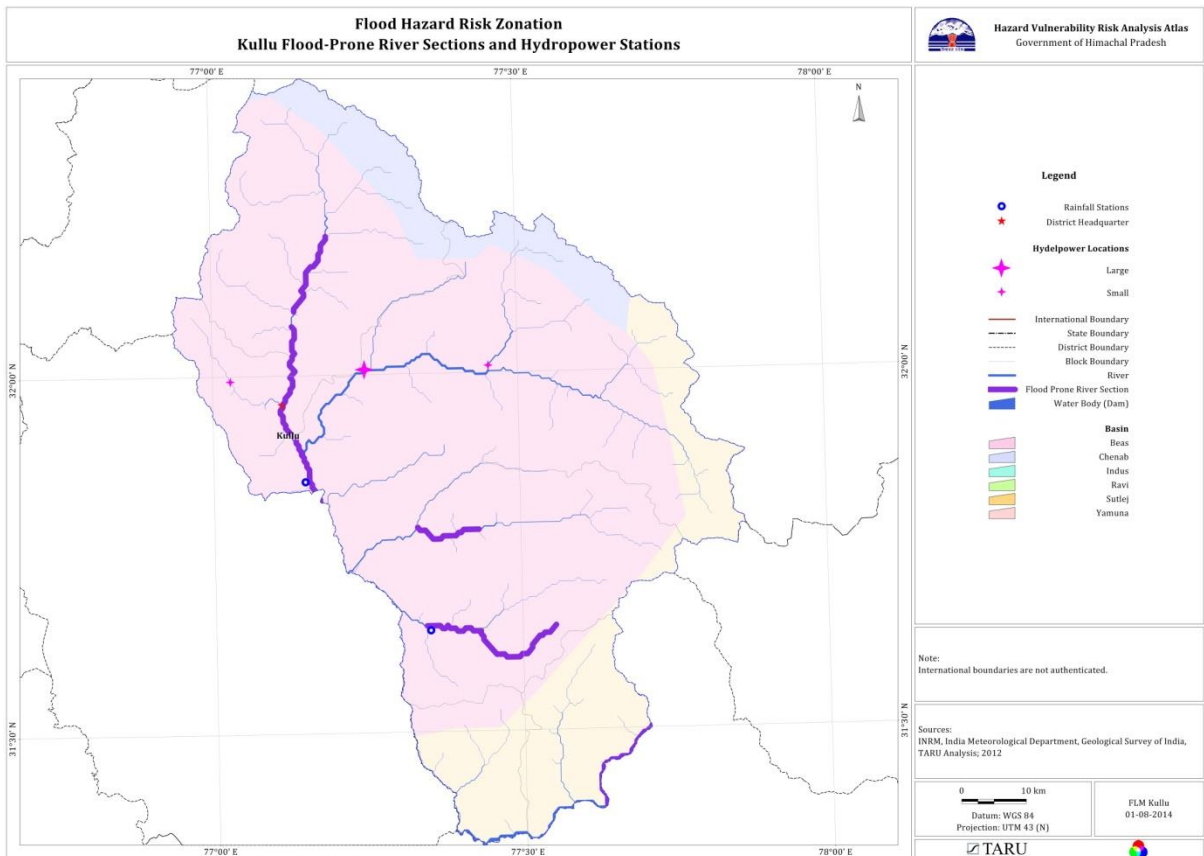 Flood Hazard Risk Zonation
Kullu Flood-Prone River Sections and Hydropower Stations
Hazard Vulnerability Risk Analysis Atlas
Government of Himachal Pradesh
77°00' E
77°30' E
78°00' E
N
32°00' N
32°00' N
Kullu
31°30' N
31°30' N
77°00' E
77°30' E
78°00' E
Legend
Rainfall Stations
District Headquarter
Hydelpower Locations
Large
Small
International Boundary
State Boundary
District Boundary
Block Boundary
River
Flood Prone River Section
Water Body (Dam)
Basin
Beas
Chenab
Indus
Ravi
Sutlej
Yamuna
Note:
International boundaries are not authenticated.
Sources:
INRM, India Meteorological Department, Geological Survey of India,
TARU Analysis; 2012
0 10 km
Datum: WGS 84
Projection: UTM 43 (N)
FLM Kullu
01-08-2014
TARU